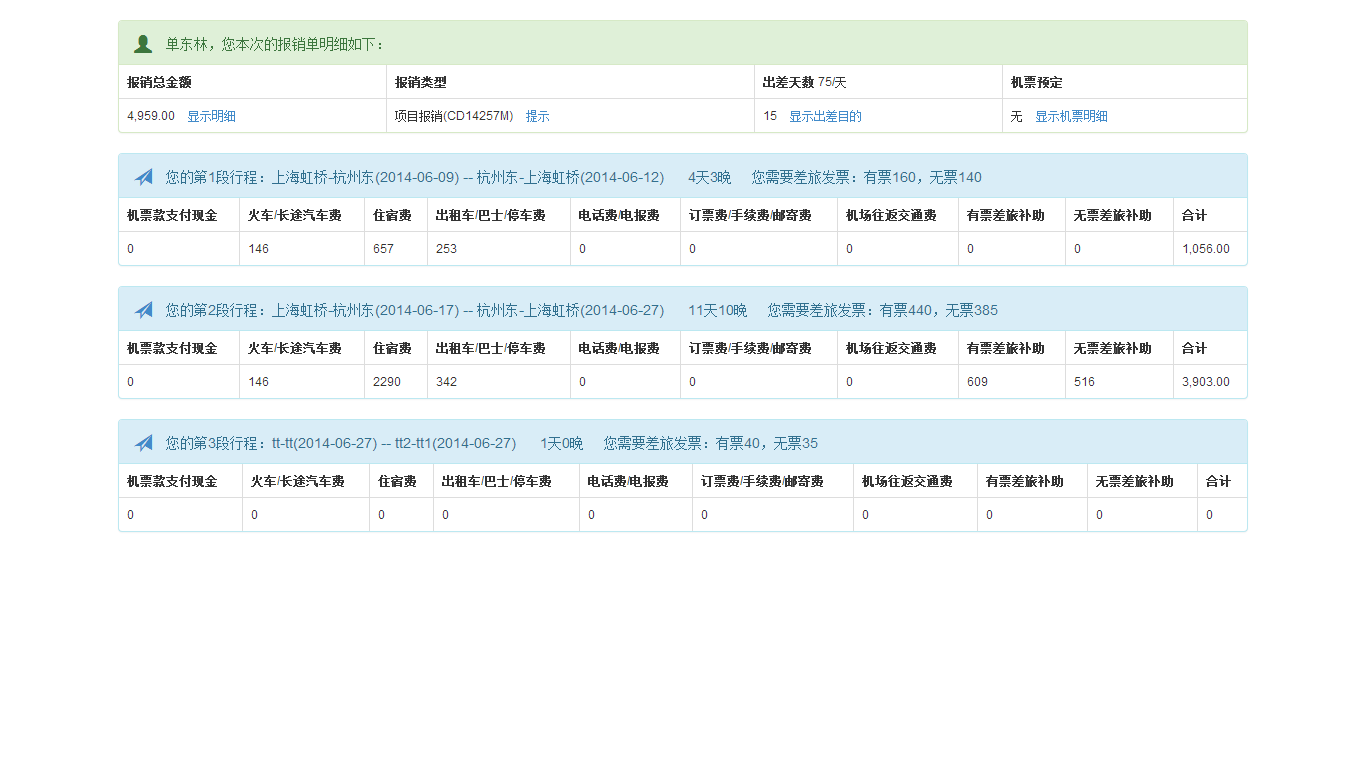 单东林，您本次的报销单明细如下：
报销总金额 报销类型 出差天数 75/天 机票预定
4,959.00 显示明细 项目报销(CD14257M) 提示 15 显示出差目的 无 显示机票明细
您的第1段行程：上海虹桥-杭州东(2014-06-09) -- 杭州东-上海虹桥(2014-06-12) 4天3晚 您需要差旅发票：有票160，无票140
机票款支付现金 火车/长途汽车费 住宿费 出租车/巴士/停车费 电话费/电报费 订票费/手续费/邮寄费 机场往返交通费 有票差旅补助 无票差旅补助 合计
0 146 657 253 0 0 0 0 0 1,056.00
您的第2段行程：上海虹桥-杭州东(2014-06-17) -- 杭州东-上海虹桥(2014-06-27) 11天10晚 您需要差旅发票：有票440，无票385
机票款支付现金 火车/长途汽车费 住宿费 出租车/巴士/停车费 电话费/电报费 订票费/手续费/邮寄费 机场往返交通费 有票差旅补助 无票差旅补助 合计
0 146 2290 342 0 0 0 609 516 3,903.00
您的第3段行程：tt-tt(2014-06-27) -- tt2-tt1(2014-06-27) 1天0晚 您需要差旅发票：有票40，无票35
机票款支付现金 火车/长途汽车费 住宿费 出租车/巴士/停车费 电话费/电报费 订票费/手续费/邮寄费 机场往返交通费 有票差旅补助 无票差旅补助 合计
0 0 0 0 0 0 0 0 0 0